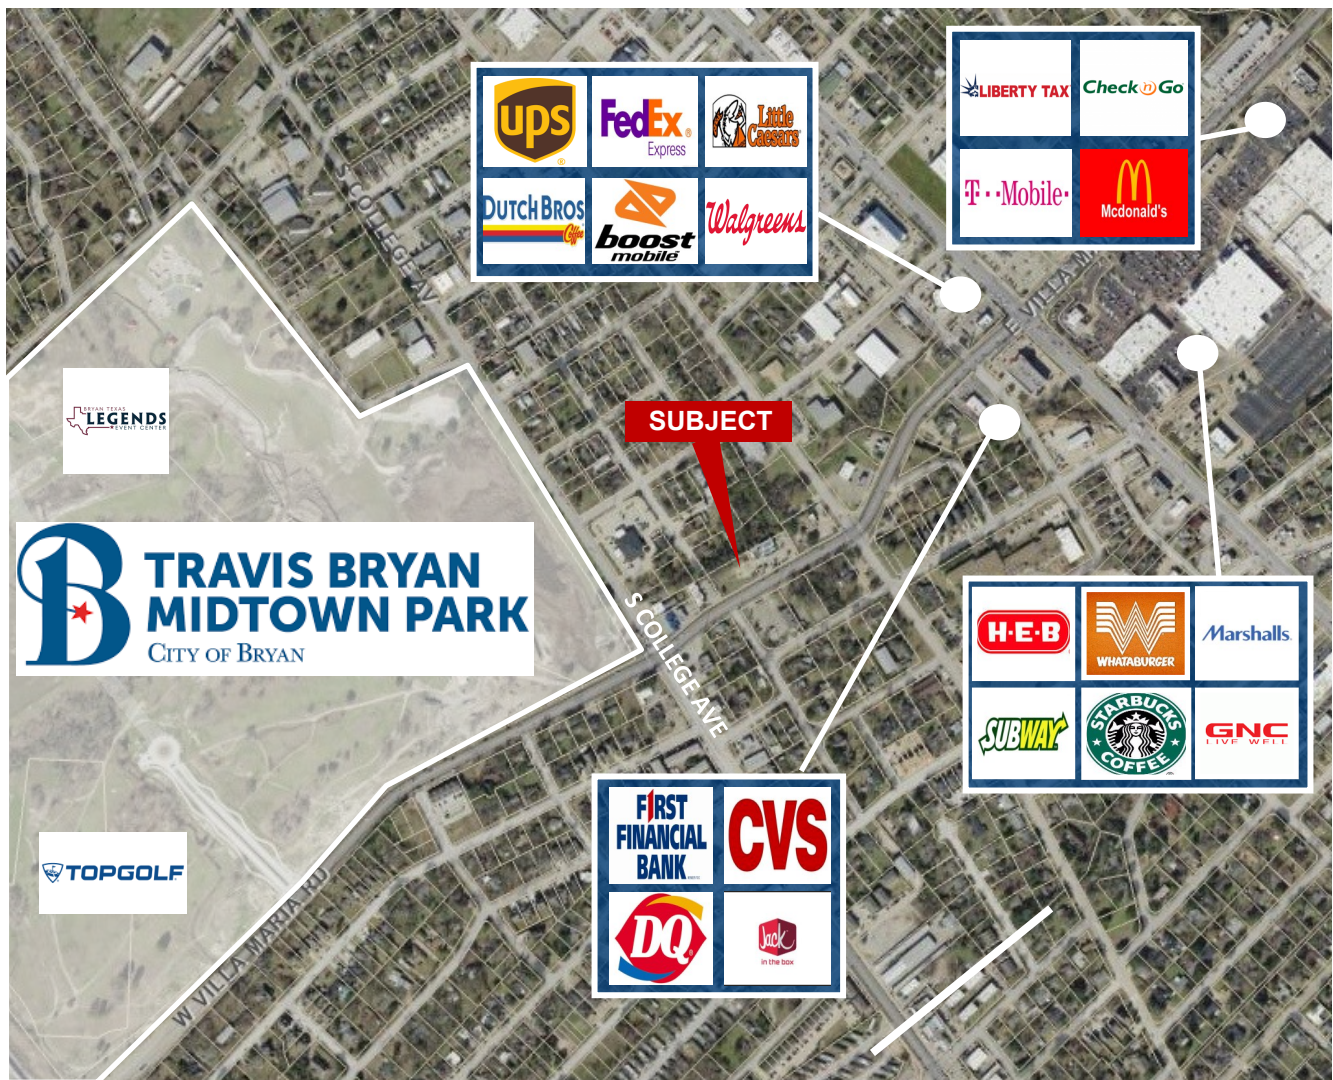 ups
FedEx
Express
Little
Caesars
DUTCH BROS
Coffee
boost
mobile
Walgreens
LIBERTY TAX
Check 'n Go
T··Mobile·
Mcdonald's
S COLLEGE AV
E VILLA MA
BRYAN TEXAS
LEGENDS
EVENT CENTER
SUBJECT
B
TRAVIS BRYAN
MIDTOWN PARK
CITY OF BRYAN
S COLLEGE AVE
H·E·B
WHATABURGER
Marshalls
SUBWAY
STARBUCKS
COFFEE
GNC
LIVE WELL
FIRST
FINANCIAL
BANK
CVS
DQ
Jack
in the box
TOPGOLF
W VILLA MARIA RD